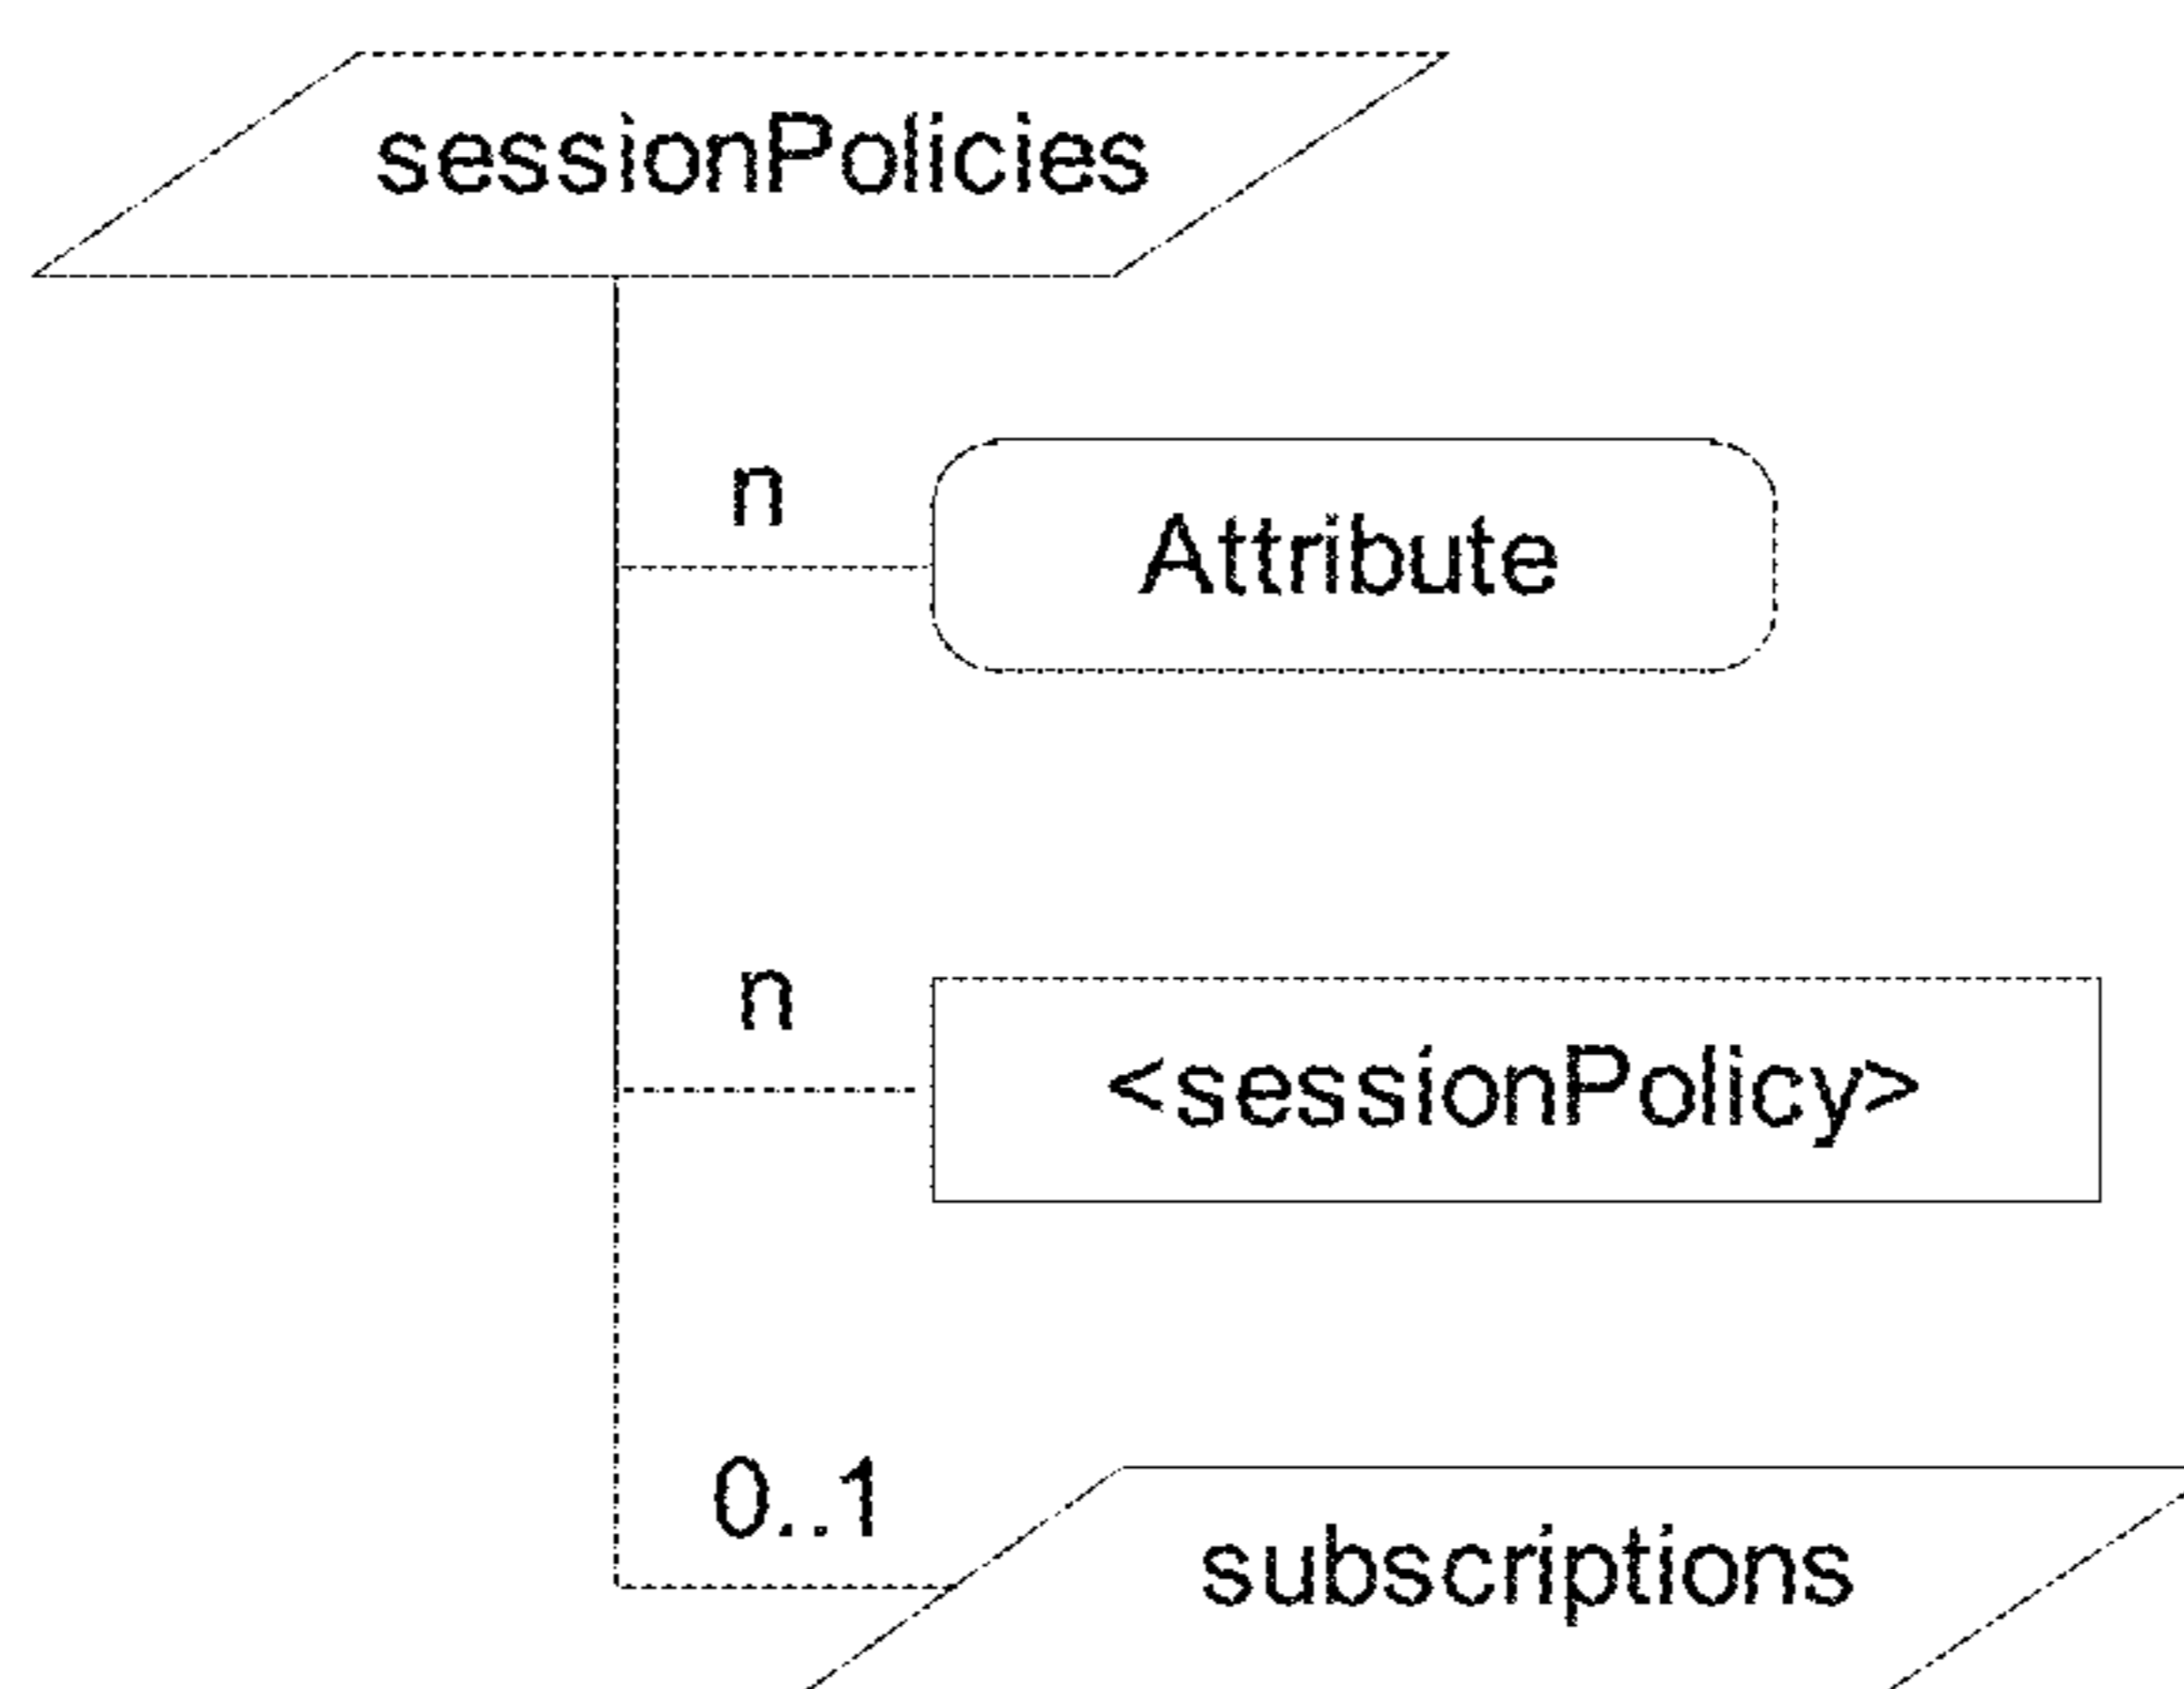 sessionPolicies
n
Attribute
n
<sessionPolicy>
0..1
subscriptions